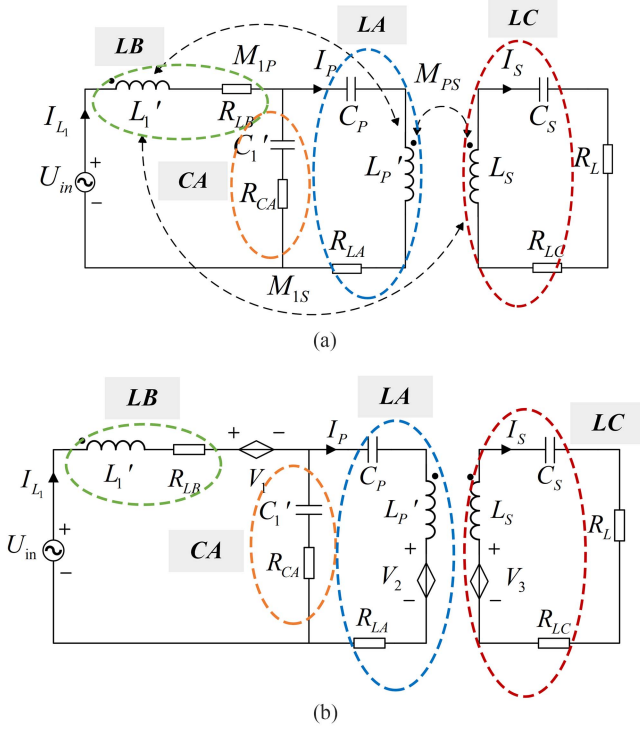 LB
LA
LC
M1P
IP
MPS
IS
CP
CS
IL1
L1'
RLB
C1'
LP'
LS
RL
Uin
+
−
CA
RCA
RLA
RLC
M1S
(a)
LB
LA
LC
IP
IS
+ −
CP
CS
IL1
L1'
RLB
V1
C1'
LP'
LS
RL
Uin
+
−
CA
RCA
+
V2
−
+
V3
−
RLA
RLC
(b)